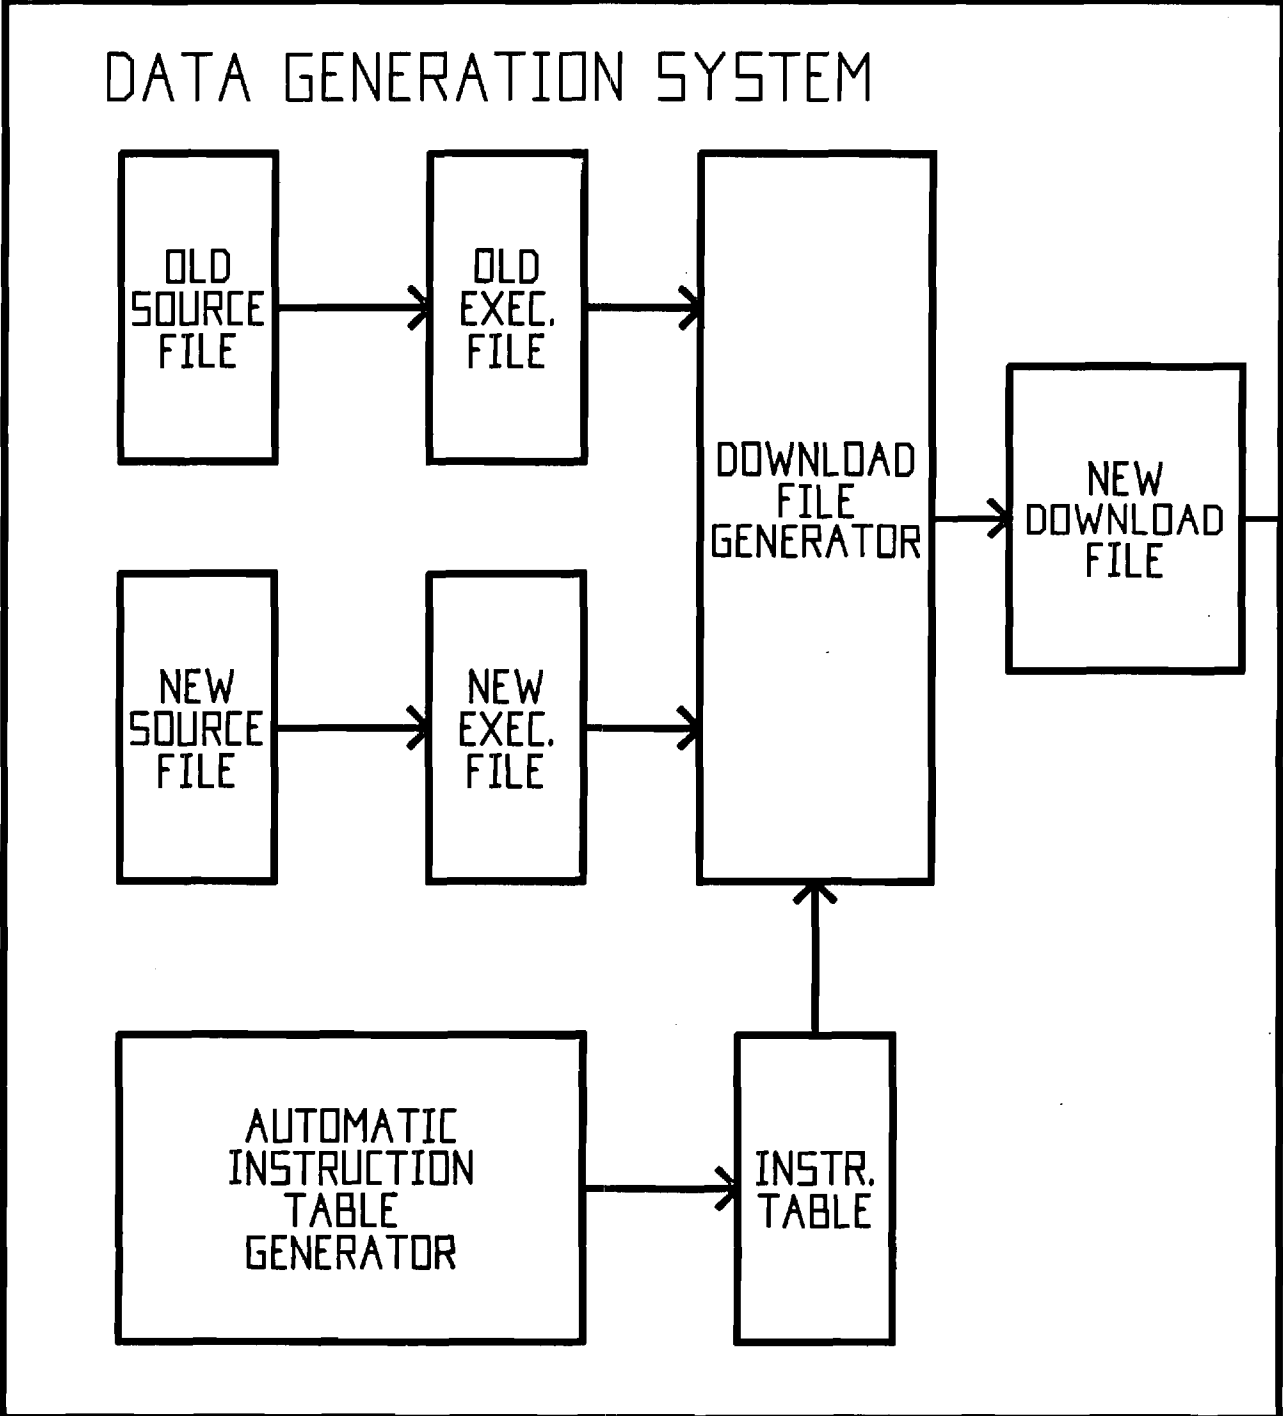 DATA GENERATION SYSTEM
OLD
SOURCE
FILE
OLD
EXEC.
FILE
DOWNLOAD
FILE
GENERATOR
NEW
DOWNLOAD
FILE
NEW
SOURCE
FILE
NEW
EXEC.
FILE
AUTOMATIC
INSTRUCTION
TABLE
GENERATOR
INSTR.
TABLE